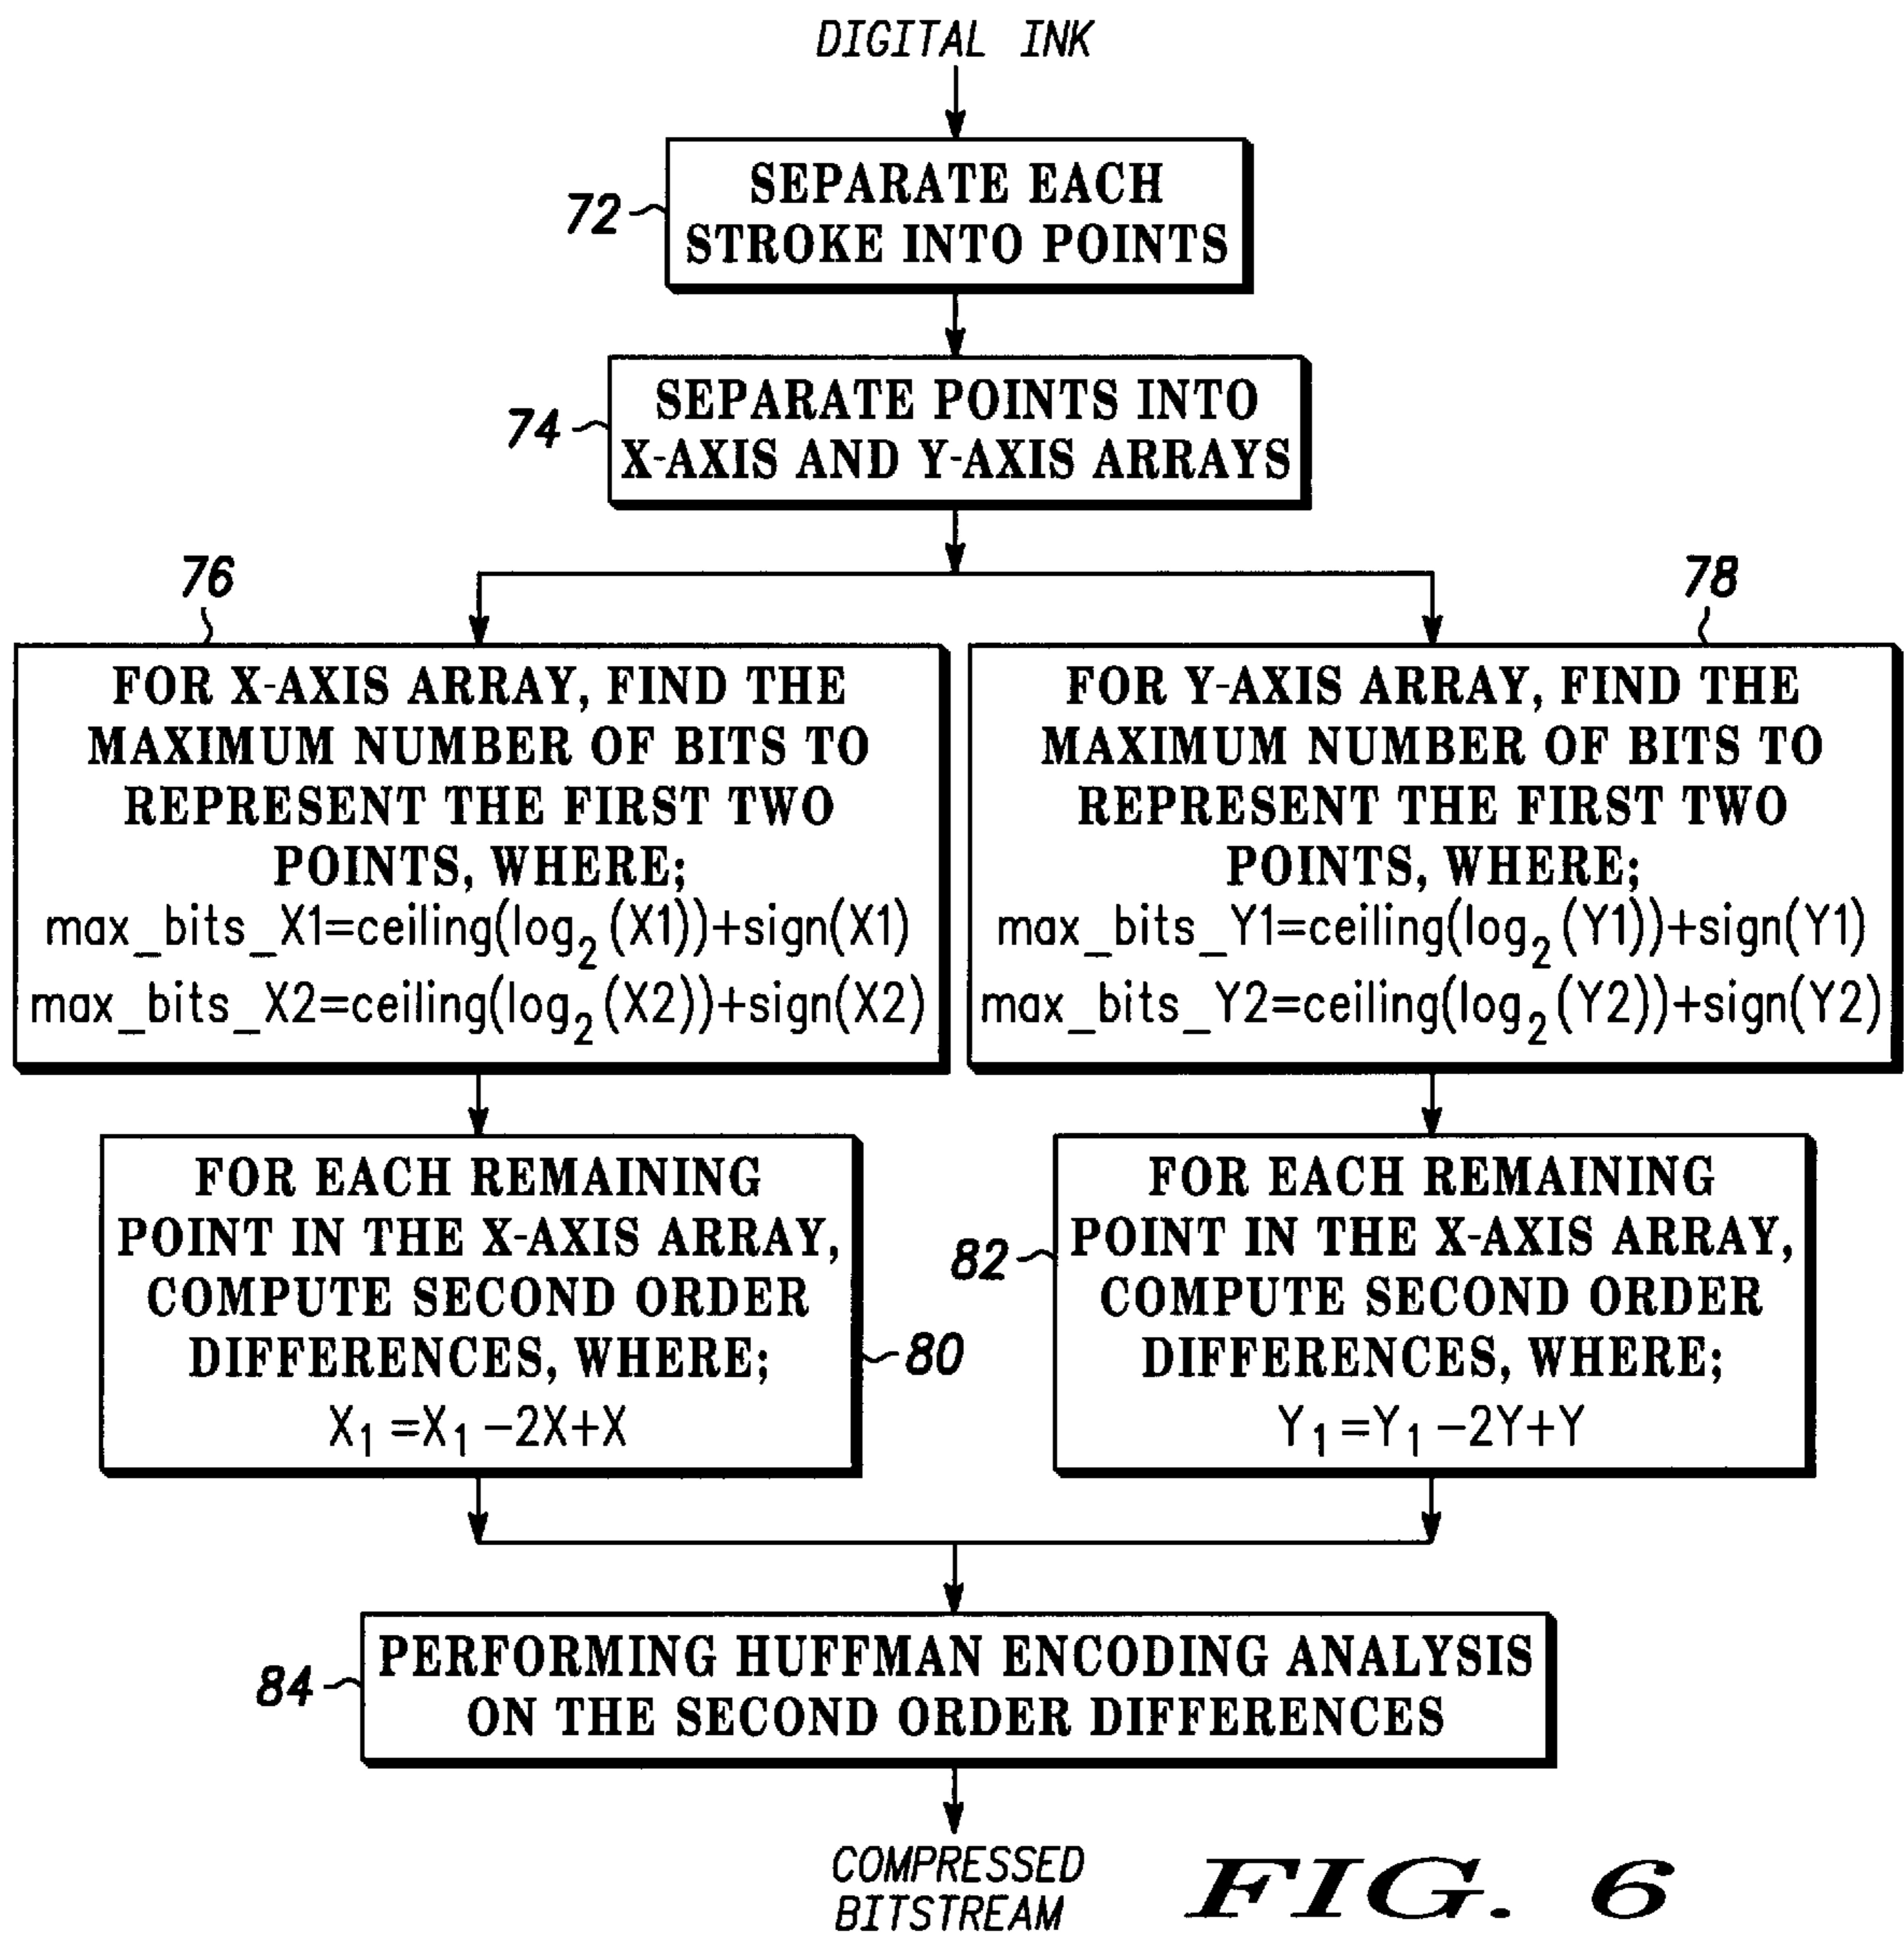 DIGITAL INK
72
SEPARATE EACH
STROKE INTO POINTS
74
SEPARATE POINTS INTO
X-AXIS AND Y-AXIS ARRAYS
76
FOR X-AXIS ARRAY, FIND THE
MAXIMUM NUMBER OF BITS TO
REPRESENT THE FIRST TWO
POINTS, WHERE;
max_bits_X1=ceiling(log₂(X1))+sign(X1)
max_bits_X2=ceiling(log₂(X2))+sign(X2)
78
FOR Y-AXIS ARRAY, FIND THE
MAXIMUM NUMBER OF BITS TO
REPRESENT THE FIRST TWO
POINTS, WHERE;
max_bits_Y1=ceiling(log₂(Y1))+sign(Y1)
max_bits_Y2=ceiling(log₂(Y2))+sign(Y2)
FOR EACH REMAINING
POINT IN THE X-AXIS ARRAY,
COMPUTE SECOND ORDER
DIFFERENCES, WHERE;
X₁=X₁-2X+X
80
82
FOR EACH REMAINING
POINT IN THE X-AXIS ARRAY,
COMPUTE SECOND ORDER
DIFFERENCES, WHERE;
Y₁=Y₁-2Y+Y
84
PERFORMING HUFFMAN ENCODING ANALYSIS
ON THE SECOND ORDER DIFFERENCES
COMPRESSED
BITSTREAM
FIG. 6